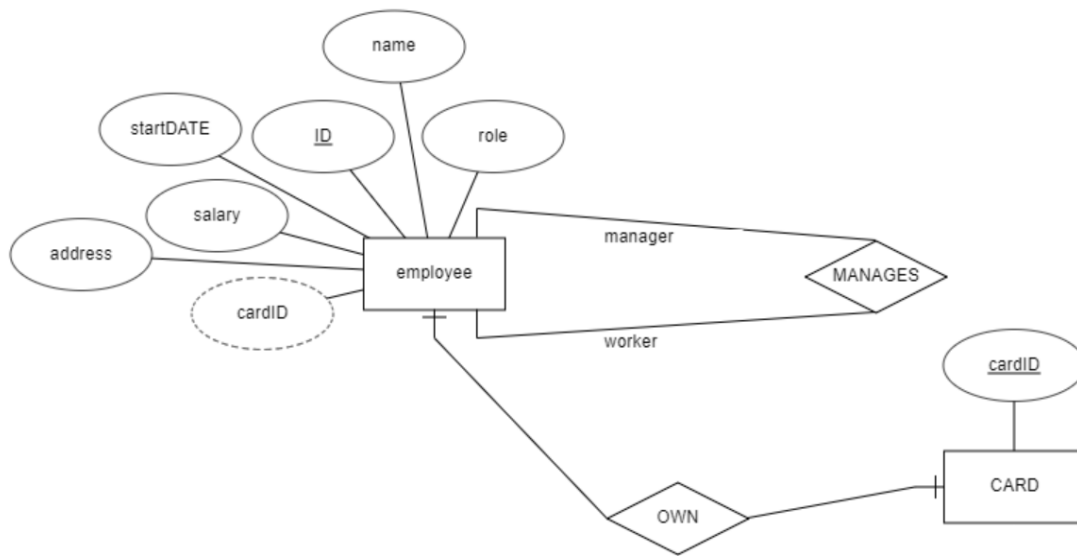 name
startDATE
ID
role
salary
manager
address
employee
MANAGES
cardID
worker
cardID
CARD
OWN